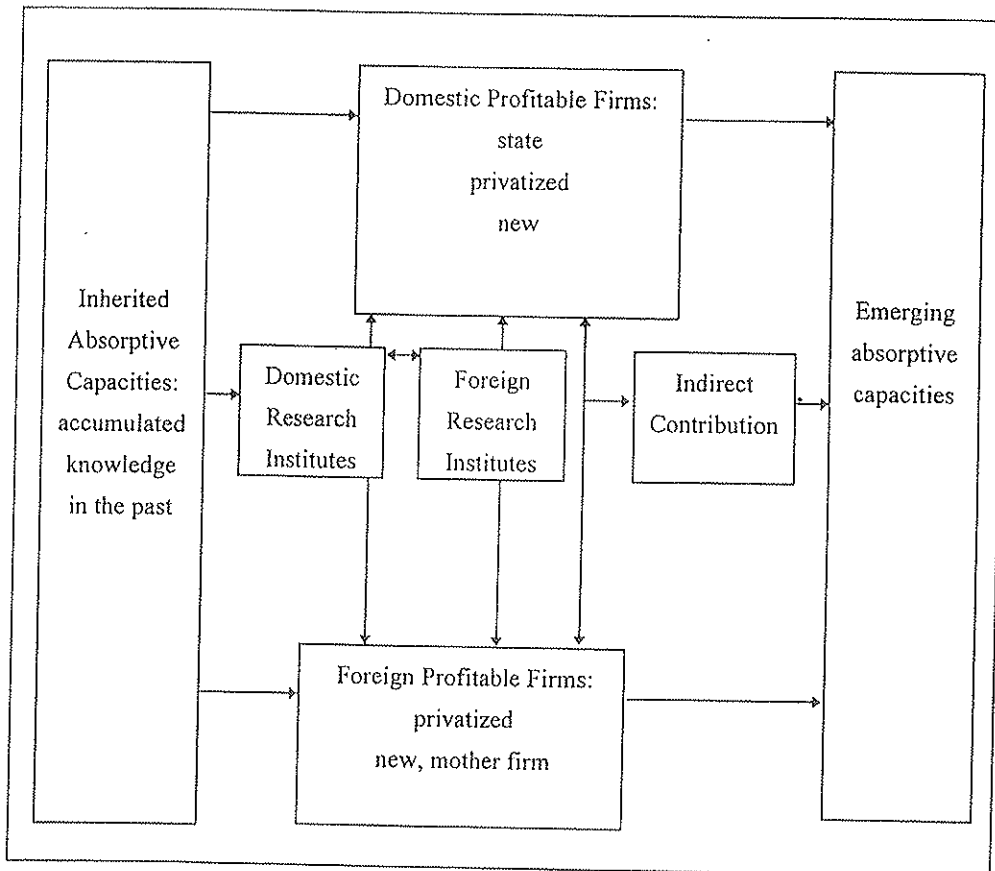 Domestic Profitable Firms:
state
privatized
new
Inherited
Absorptive
Capacities:
accumulated
knowledge
in the past
Domestic
Research
Institutes
Foreign
Research
Institutes
Indirect
Contribution
Emerging
absorptive
capacities
Foreign Profitable Firms:
privatized
new, mother firm